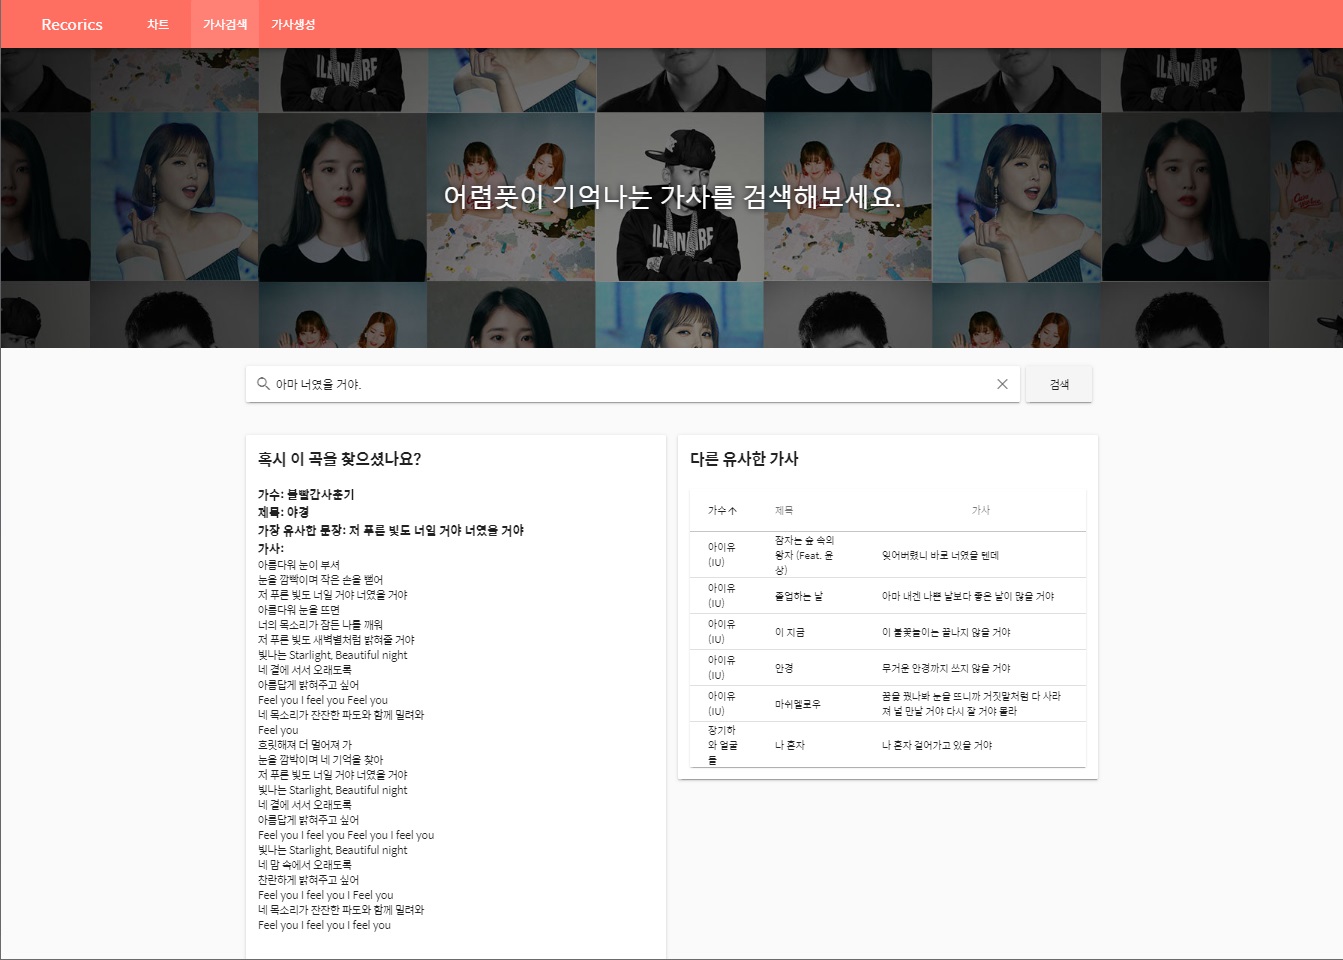 Recorics 차트 가사검색 가사생성
어렴풋이 기억나는 가사를 검색해보세요.
아마 너였을 거야.
검색
혹시 이 곡을 찾으셨나요?
가수: 볼빨간사춘기
제목: 야경
가장 유사한 문장: 저 푸른 빛도 너일 거야 너였을 거야
가사:
아름다워 눈이 부셔
눈을 깜빡이며 작은 손을 뻗어
저 푸른 빛도 너일 거야 너였을 거야
아름다워 눈을 뜨면
너의 목소리가 잠든 나를 깨워
저 푸른 빛도 새벽별처럼 밝혀줄 거야
빛나는 Starlight, Beautiful night
네 곁에 서서 오래도록
아름답게 밝혀주고 싶어
Feel you I feel you Feel you
네 목소리가 잔잔한 파도와 함께 밀려와
Feel you
흐릿해져 더 멀어져 가
눈을 깜박이며 네 기억을 찾아
저 푸른 빛도 너일 거야 너였을 거야
빛나는 Starlight, Beautiful night
네 곁에 서서 오래도록
아름답게 밝혀주고 싶어
Feel you I feel you Feel you I feel you
빛나는 Starlight, Beautiful night
네 맘 속에서 오래도록
찬란하게 밝혀주고 싶어
Feel you I feel you I Feel you
네 목소리가 잔잔한 파도와 함께 밀려와
Feel you I feel you I feel you
다른 유사한 가사
가수↑ 제목 가사
아이유
(IU)
잠자는 숲 속의
왕자 (Feat. 윤
상)
잊어버렸니 바로 너였을 텐데
아이유
(IU)
졸업하는 날
아마 내겐 나쁜 날보다 좋은 날이 많을 거야
아이유
(IU)
이 지금
이 불꽃놀이는 끝나지 않을 거야
아이유
(IU)
안경
무거운 안경까지 쓰지 않을 거야
아이유
(IU)
마쉬멜로우
꿈을 꿨나봐 눈을 뜨니까 거짓말처럼 다 사라
져 널 만날 거야 다시 잘 거야 몰라
장기하
와 얼굴
들
나 혼자
나 혼자 걸어가고 있을 거야